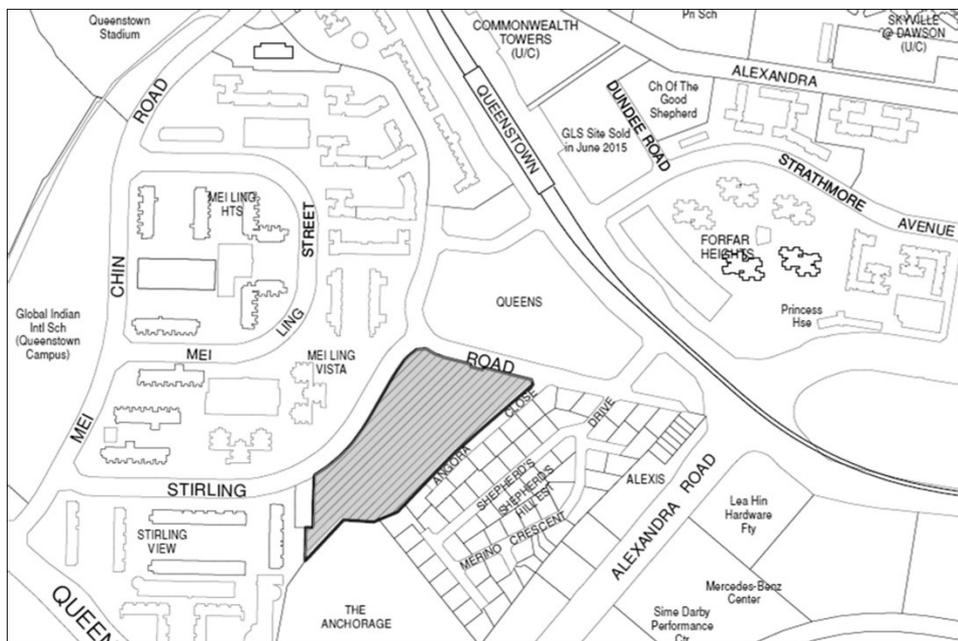 Queenstown
Stadium
COMMONWEALTH
TOWERS
(U/C)
Pri Sch
SKYVILLE
@ DAWSON
(U/C)
ROAD
QUEENSTOWN
ALEXANDRA
Ch Of The
Good
Shepherd
DUNDEE ROAD
GLS Site Sold
in June 2015
STRATHMORE
AVENUE
MEI LING
HTS
STREET
FORFAR
HEIGHTS
CHIN
QUEENS
Princess
Hse
Global Indian
Intl Sch
(Queenstown
Campus)
LING
MEI
MEI LING
VISTA
ROAD
CLOSE
DRIVE
MEI
ANGORA
SHEPHERD'S
SHEPHERD'S
HILL EST
ALEXIS
STIRLING
MERINO CRESCENT
ALEXANDRA ROAD
Lea Hin
Hardware
Fty
STIRLING
VIEW
Mercedes-Benz
Center
QUEEN
THE
ANCHORAGE
Sime Darby
Performance
Ctr